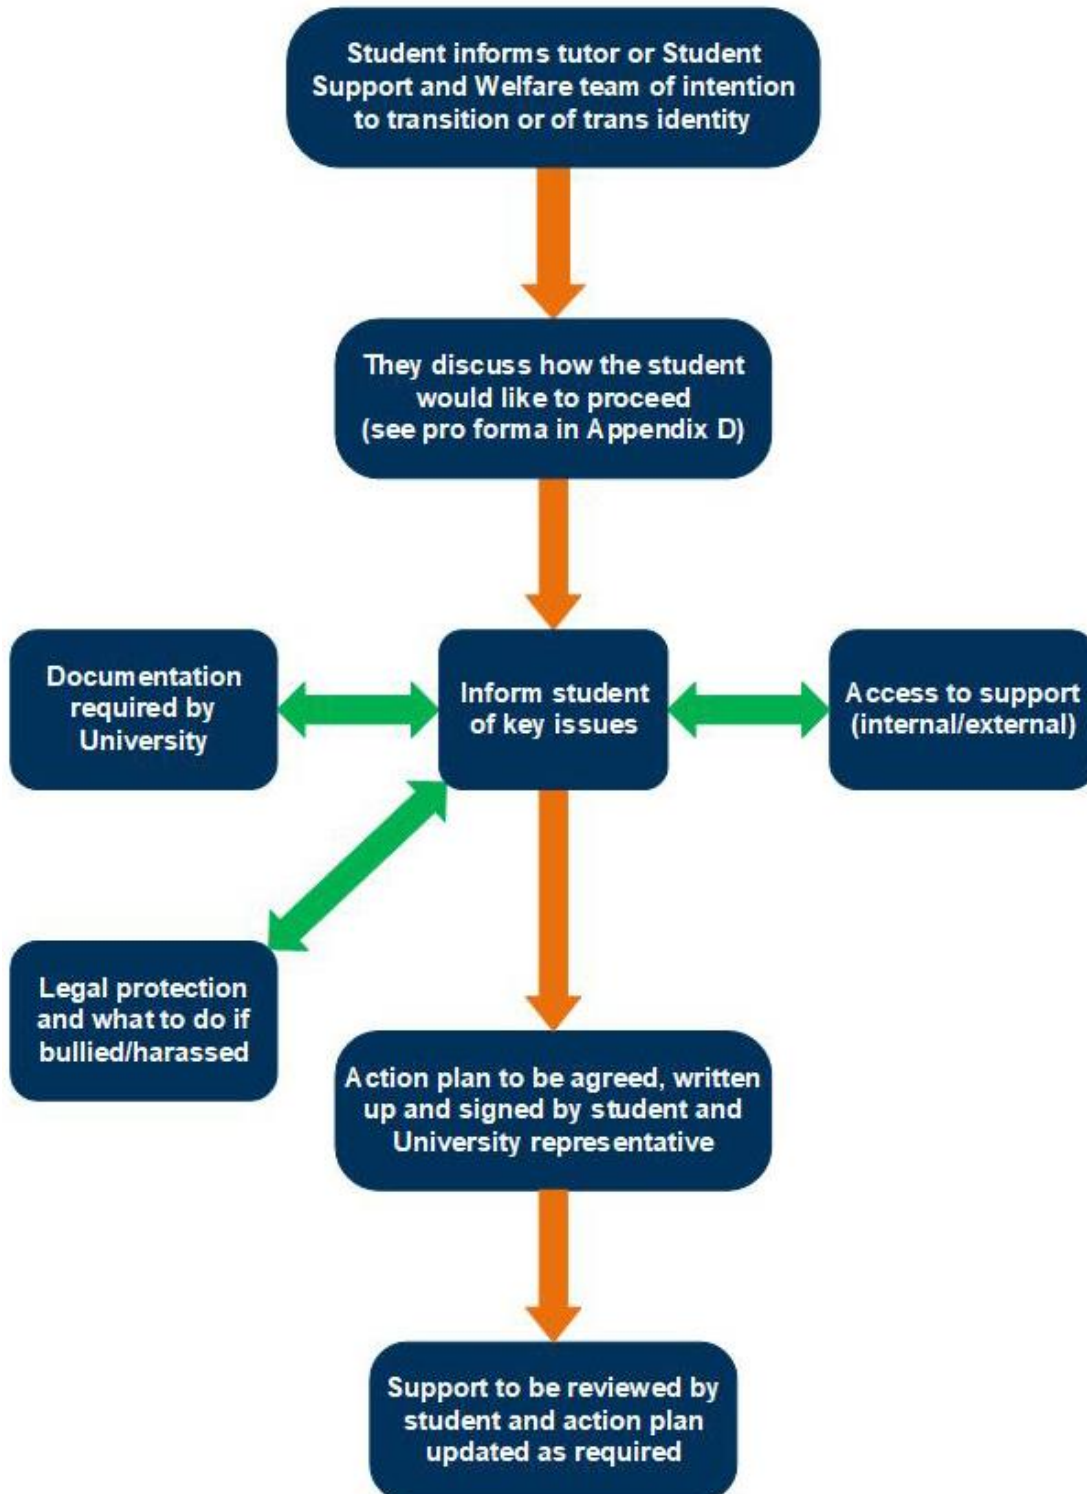 Student informs tutor or Student
Support and Welfare team of intention
to transition or of trans identity
They discuss how the student
would like to proceed
(see pro forma in Appendix D)
Documentation
required by
University
Inform student
of key issues
Access to support
(internal/external)
Legal protection
and what to do if
bullied/harassed
Action plan to be agreed, written
up and signed by student and
University representative
Support to be reviewed by
student and action plan
updated as required